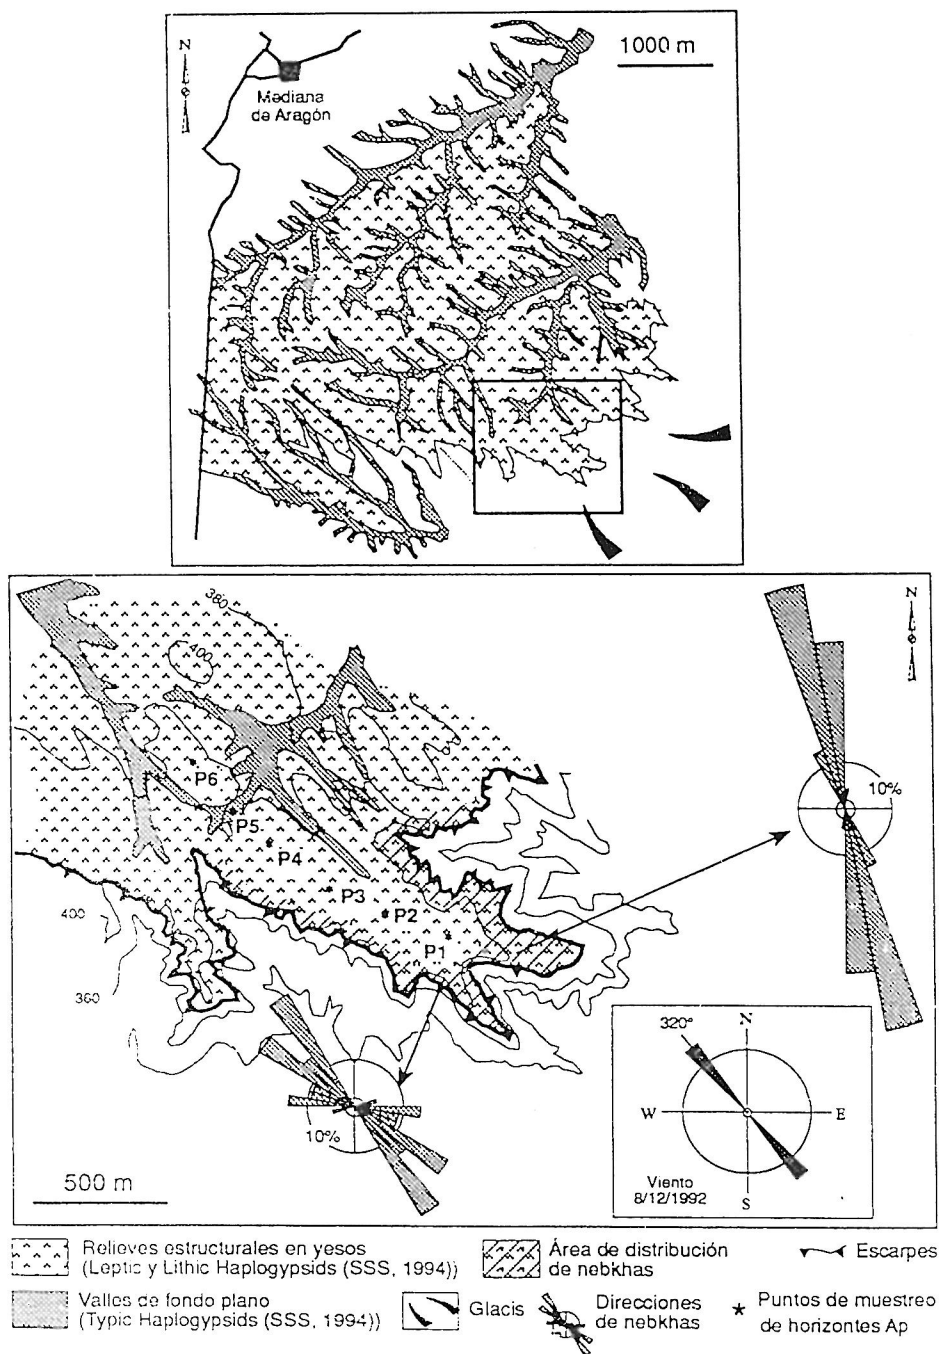 N
1000 m
Mediana
de Aragón
N
380
400
P6
P5
P4
P3
P2
P1
400
360
10%
10%
320°
N
W
E
S
Viento
8/12/1992
500 m
Relieves estructurales en yesos
(Leptic y Lithic Haplogypsids (SSS, 1994))
Área de distribución
de nebkhas
Escarpes
Valles de fondo plano
(Typic Haplogypsids (SSS, 1994))
Glacis
Direcciones
de nebkhas
Puntos de muestreo
de horizontes Ap